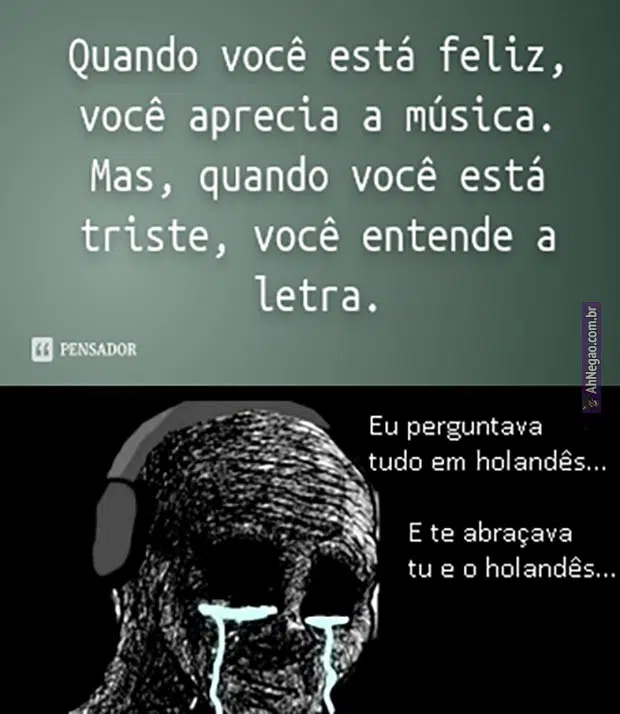 Quando você está feliz,
você aprecia a música.
Mas, quando você está
triste, você entende a
letra.
PENSADOR
AhNegao.com.br
Eu perguntava
tudo em holandês...
E te abraçava
tu e o holandês...